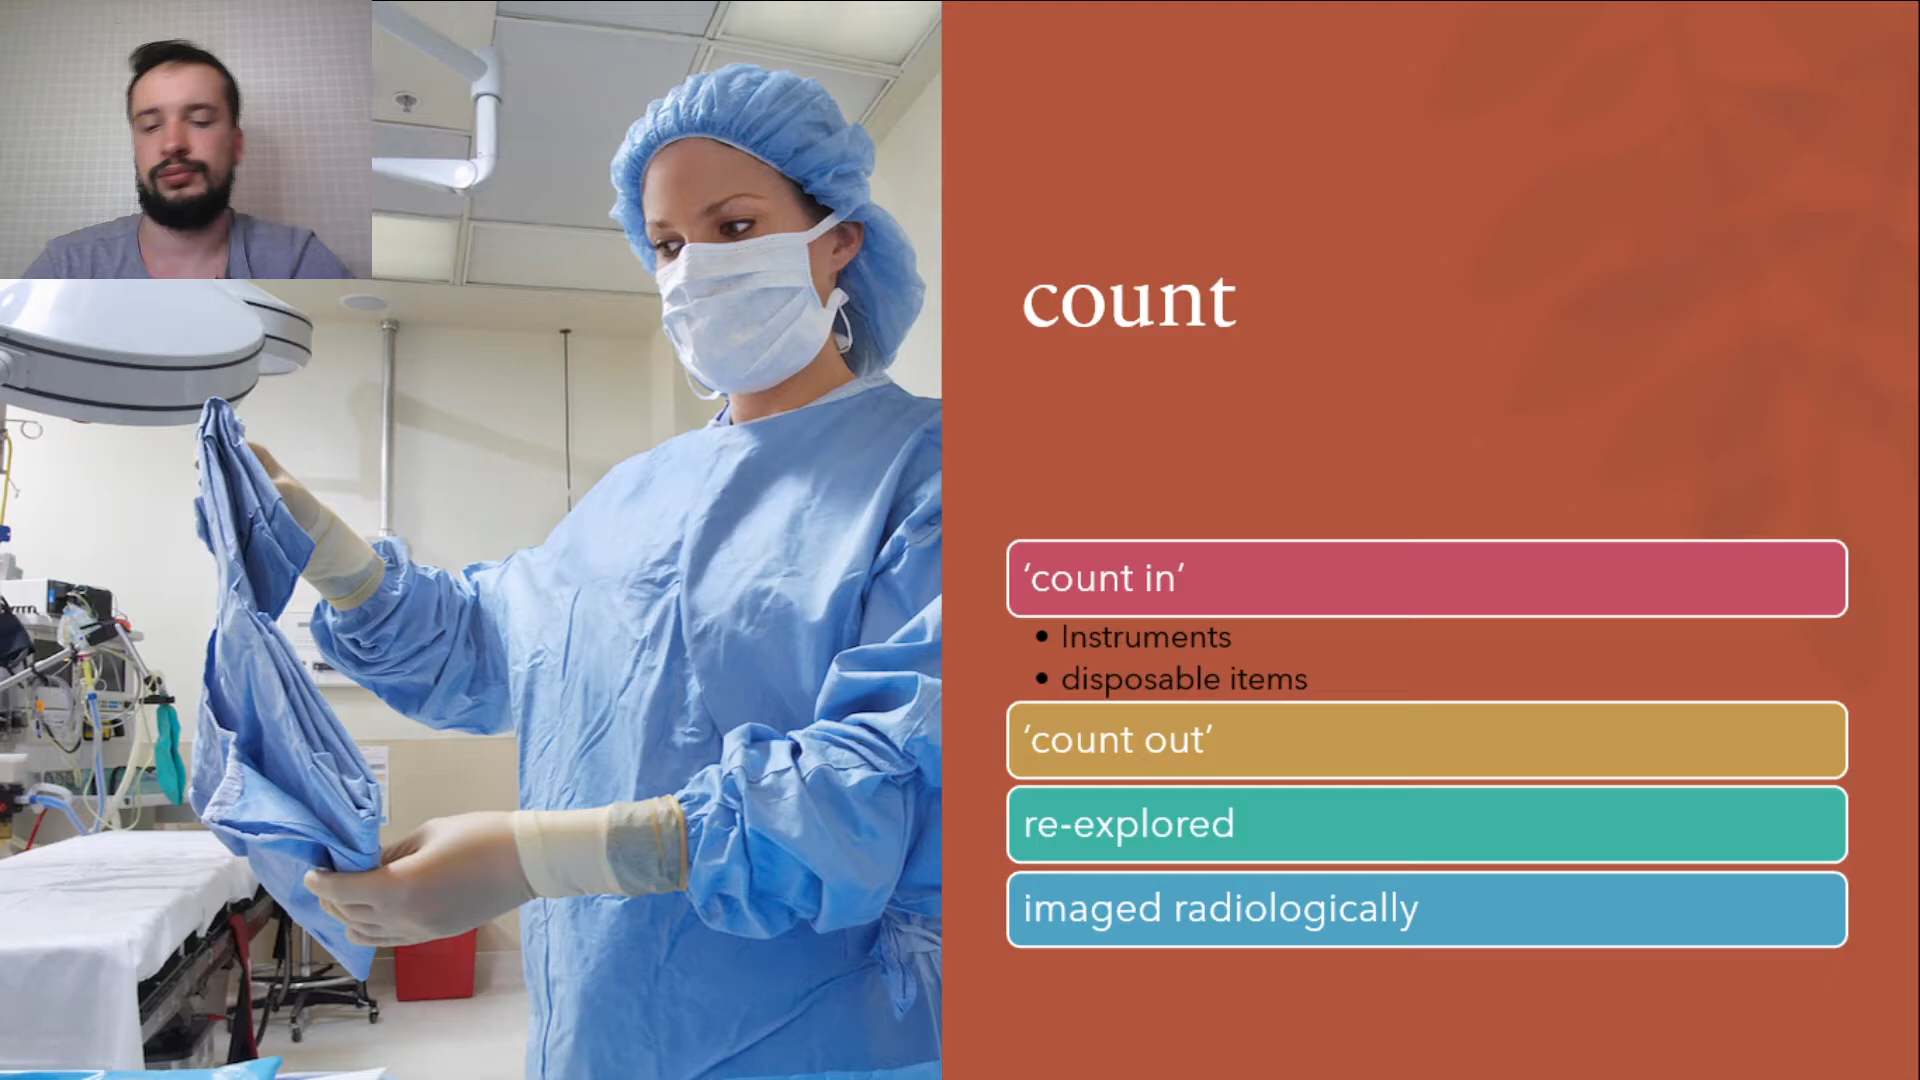 count
‘count in’
• Instruments
• disposable items
‘count out’
re-explored
imaged radiologically